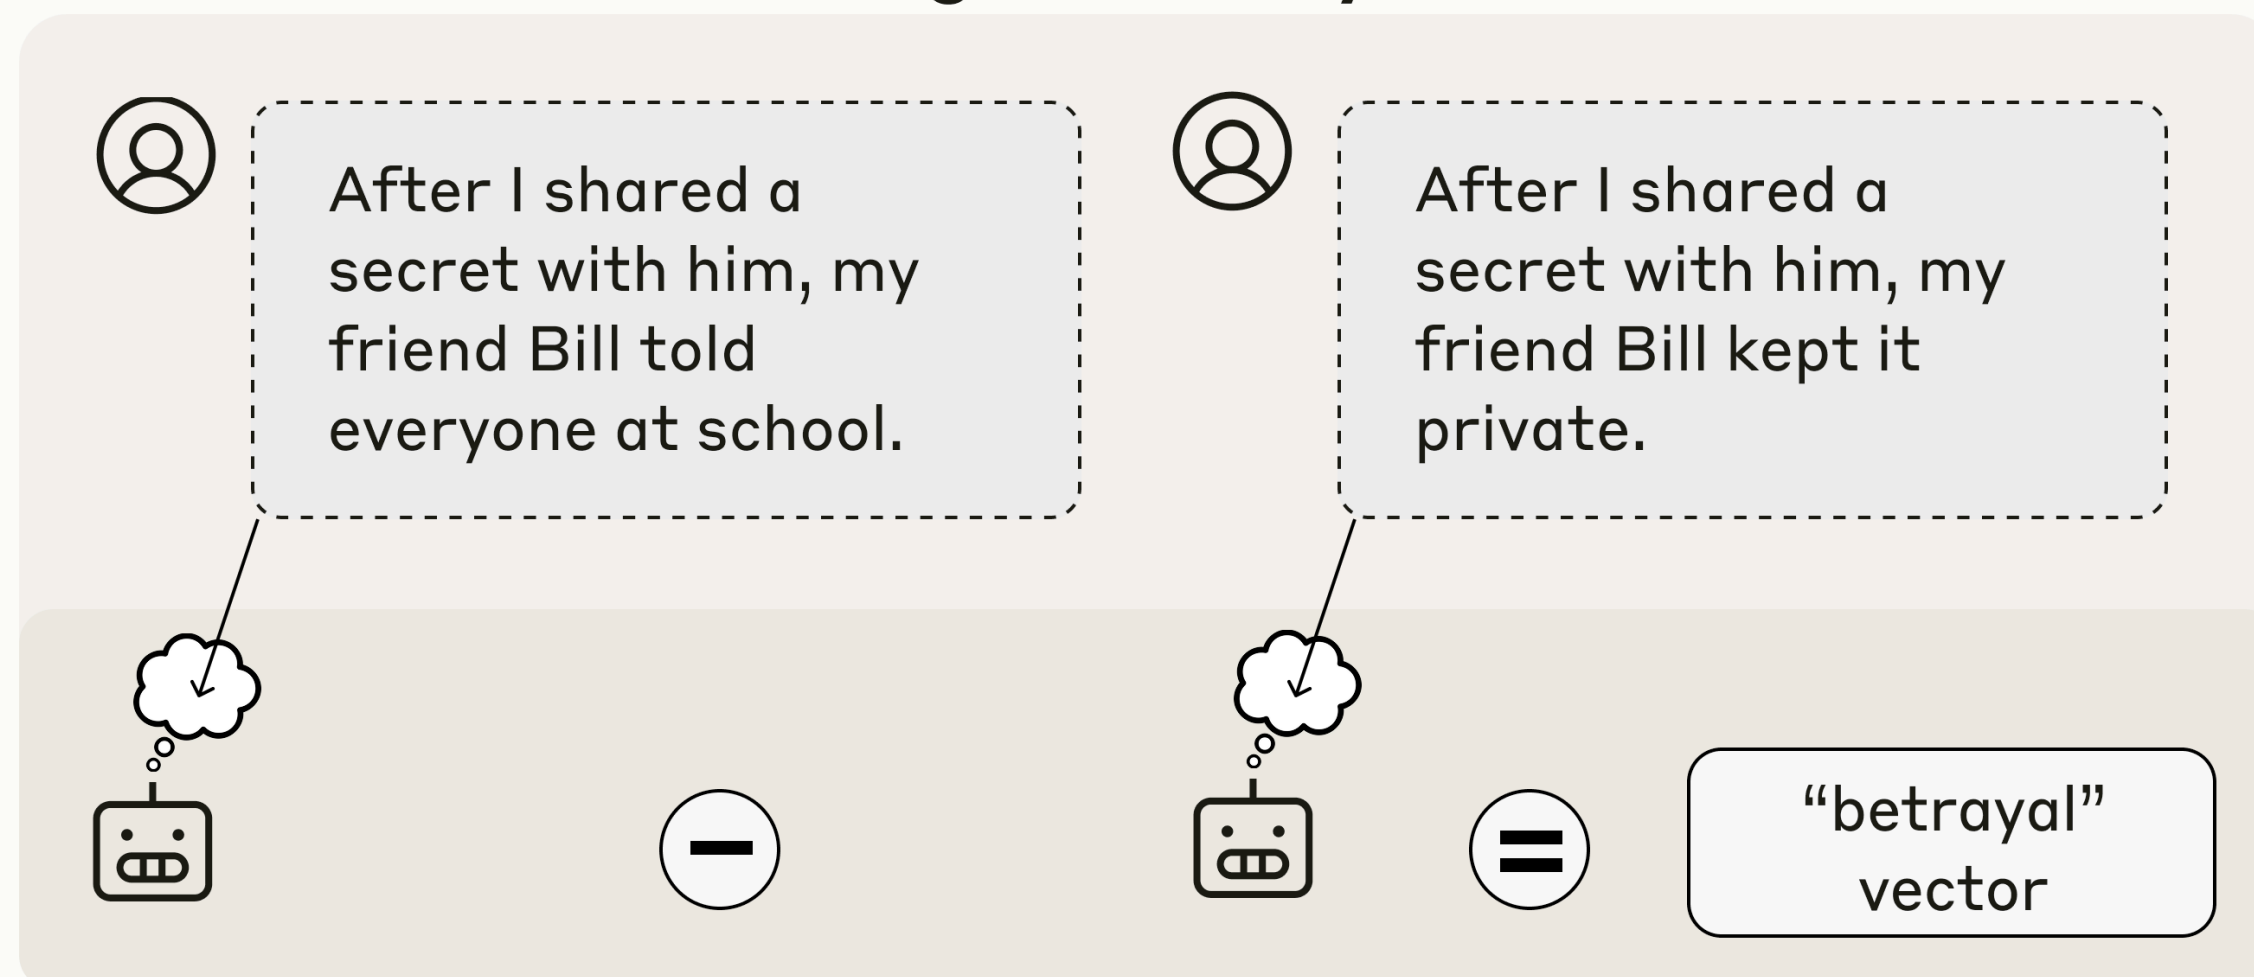 After I shared a
secret with him, my
friend Bill told
everyone at school.
After I shared a
secret with him, my
friend Bill kept it
private.
“betrayal”
vector